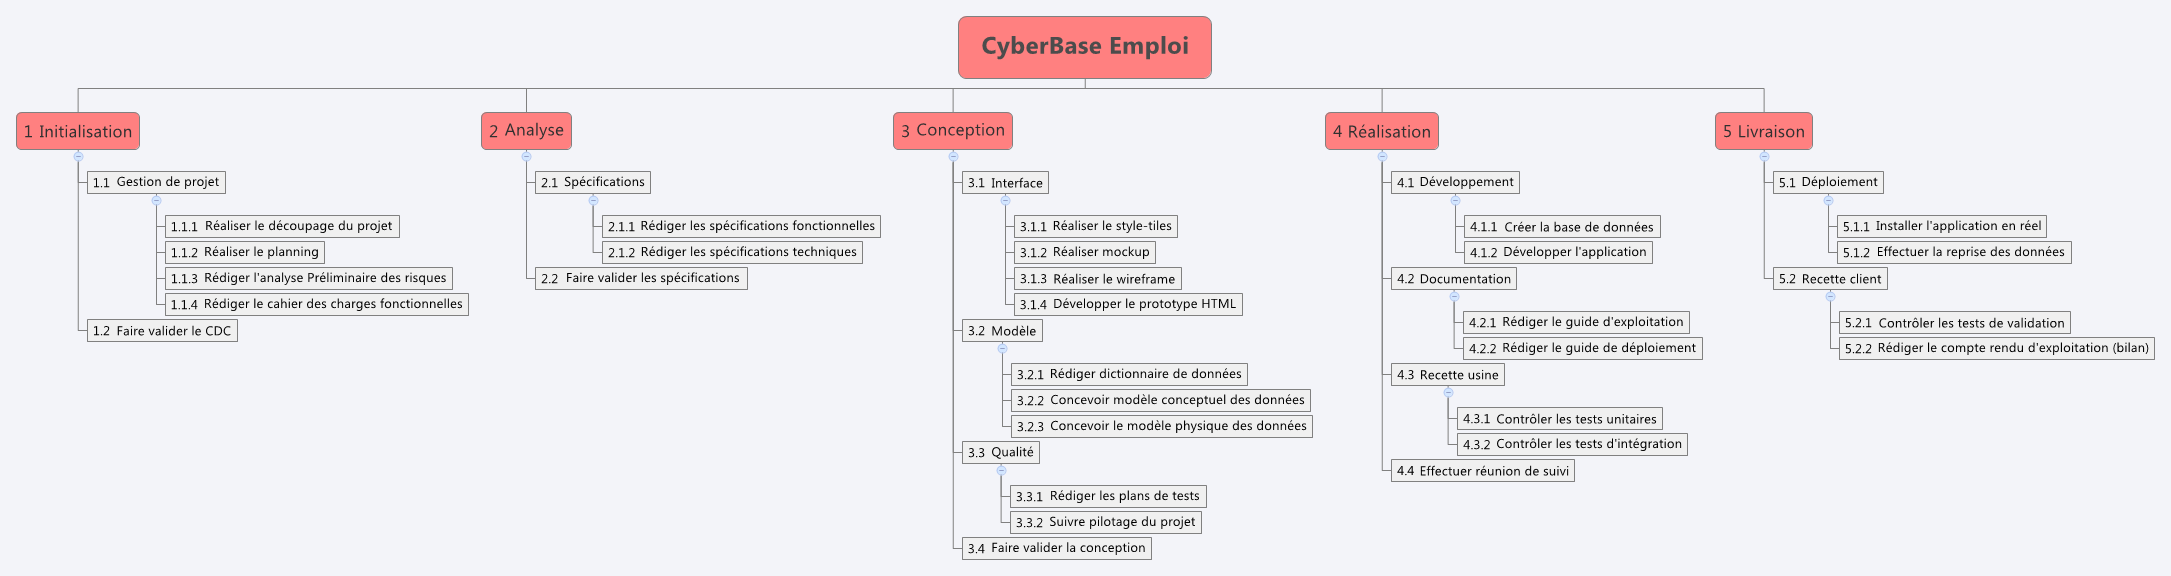 CyberBase Emploi
1 Initialisation
1.1 Gestion de projet
1.1.1 Réaliser le découpage du projet
1.1.2 Réaliser le planning
1.1.3 Rédiger l'analyse Préliminaire des risques
1.1.4 Rédiger le cahier des charges fonctionnelles
1.2 Faire valider le CDC
2 Analyse
2.1 Spécifications
2.1.1 Rédiger les spécifications fonctionnelles
2.1.2 Rédiger les spécifications techniques
2.2 Faire valider les spécifications
3 Conception
3.1 Interface
3.1.1 Réaliser le style-tiles
3.1.2 Réaliser mockup
3.1.3 Réaliser le wireframe
3.1.4 Développer le prototype HTML
3.2 Modèle
3.2.1 Rédiger dictionnaire de données
3.2.2 Concevoir modèle conceptuel des données
3.2.3 Concevoir le modèle physique des données
3.3 Qualité
3.3.1 Rédiger les plans de tests
3.3.2 Suivre pilotage du projet
3.4 Faire valider la conception
4 Réalisation
4.1 Développement
4.1.1 Créer la base de données
4.1.2 Développer l'application
4.2 Documentation
4.2.1 Rédiger le guide d'exploitation
4.2.2 Rédiger le guide de déploiement
4.3 Recette usine
4.3.1 Contrôler les tests unitaires
4.3.2 Contrôler les tests d'intégration
4.4 Effectuer réunion de suivi
5 Livraison
5.1 Déploiement
5.1.1 Installer l'application en réel
5.1.2 Effectuer la reprise des données
5.2 Recette client
5.2.1 Contrôler les tests de validation
5.2.2 Rédiger le compte rendu d'exploitation (bilan)